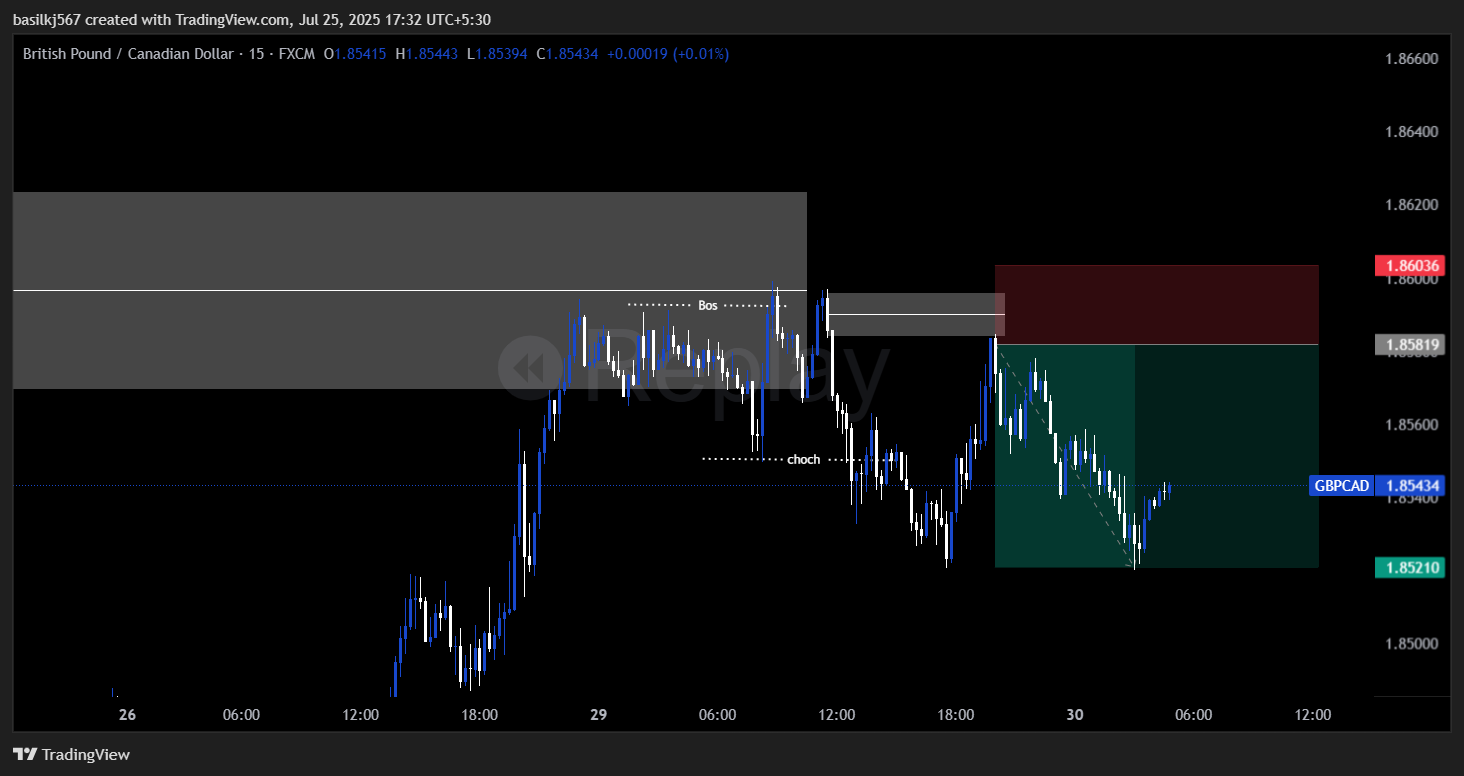 basilkj567 created with TradingView.com, Jul 25, 2025 17:32 UTC+5:30
British Pound / Canadian Dollar · 15 · FXCM O1.85415 H1.85443 L1.85394 C1.85434 +0.00019 (+0.01%)
1.86600
1.86400
1.86200
1.86036
1.86000
Bos
1.85819
Replay
1.85600
choch
GBPCAD 1.85434
1.85400
1.85210
1.85000
26 06:00 12:00 18:00 29 06:00 12:00 18:00 30 06:00 12:00
TradingView